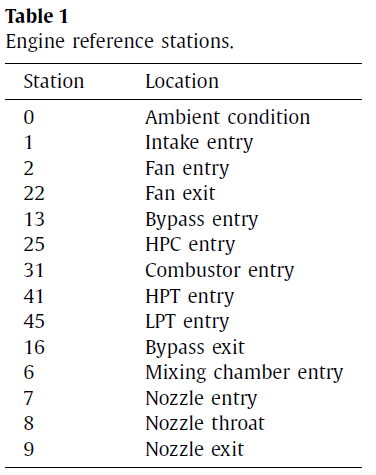 Table 1
Engine reference stations.
Station Location
0 Ambient condition
1 Intake entry
2 Fan entry
22 Fan exit
13 Bypass entry
25 HPC entry
31 Combustor entry
41 HPT entry
45 LPT entry
16 Bypass exit
6 Mixing chamber entry
7 Nozzle entry
8 Nozzle throat
9 Nozzle exit